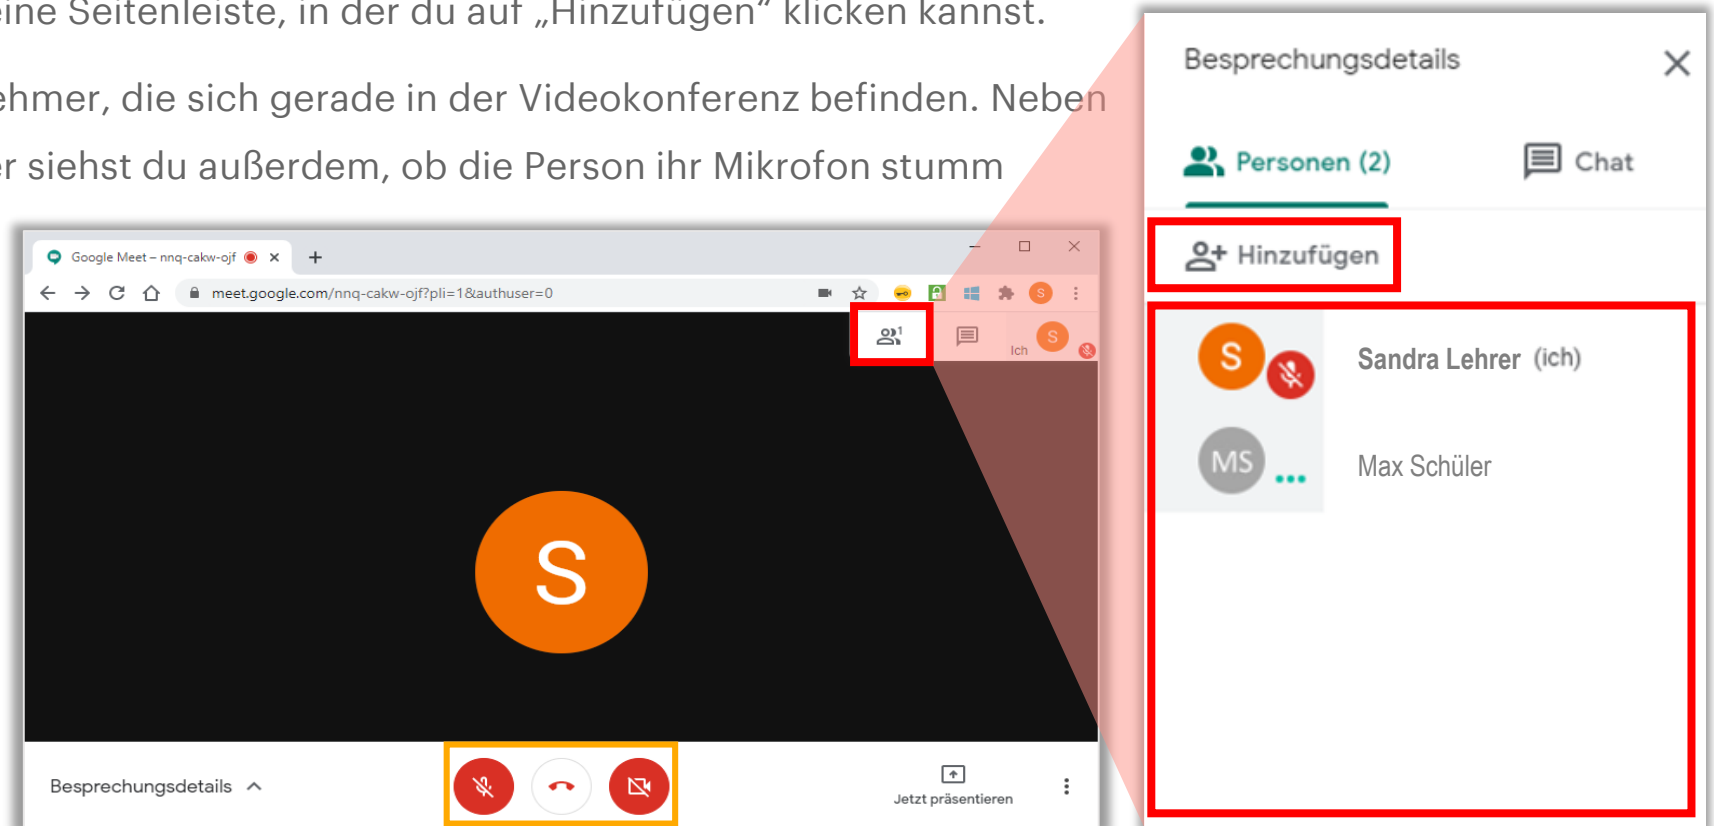 eine Seitenleiste, in der du auf „Hinzufügen“ klicken kannst.
ehmer, die sich gerade in der Videokonferenz befinden. Neben
er siehst du außerdem, ob die Person ihr Mikrofon stumm
Google Meet – nnq-cakw-ojf
meet.google.com/nnq-cakw-ojf?pli=1&authuser=0
S
1
Ich
S
S
Besprechungsdetails
Jetzt präsentieren
Besprechungsdetails
Personen (2)
Chat
Hinzufügen
S
Sandra Lehrer (ich)
MS
Max Schüler